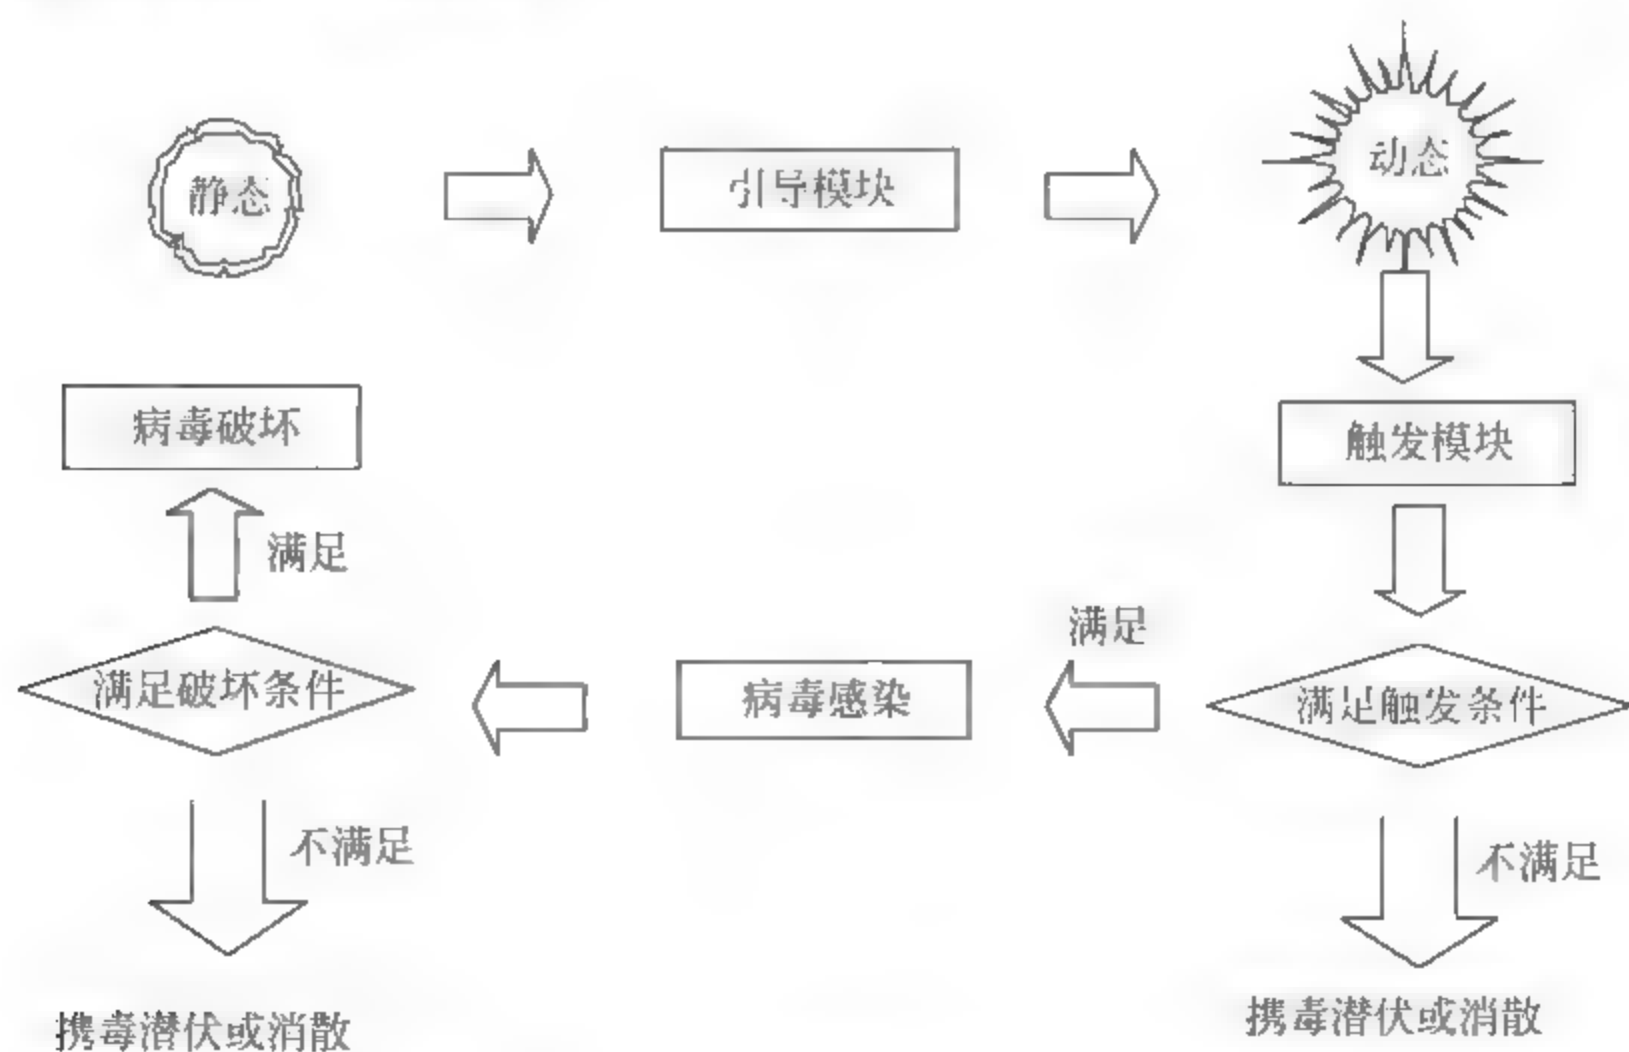 静态
引导模块
动态
病毒破坏
触发模块
满足
满足
满足破坏条件
病毒感染
满足触发条件
不满足
不满足
携毒潜伏或消散
携毒潜伏或消散